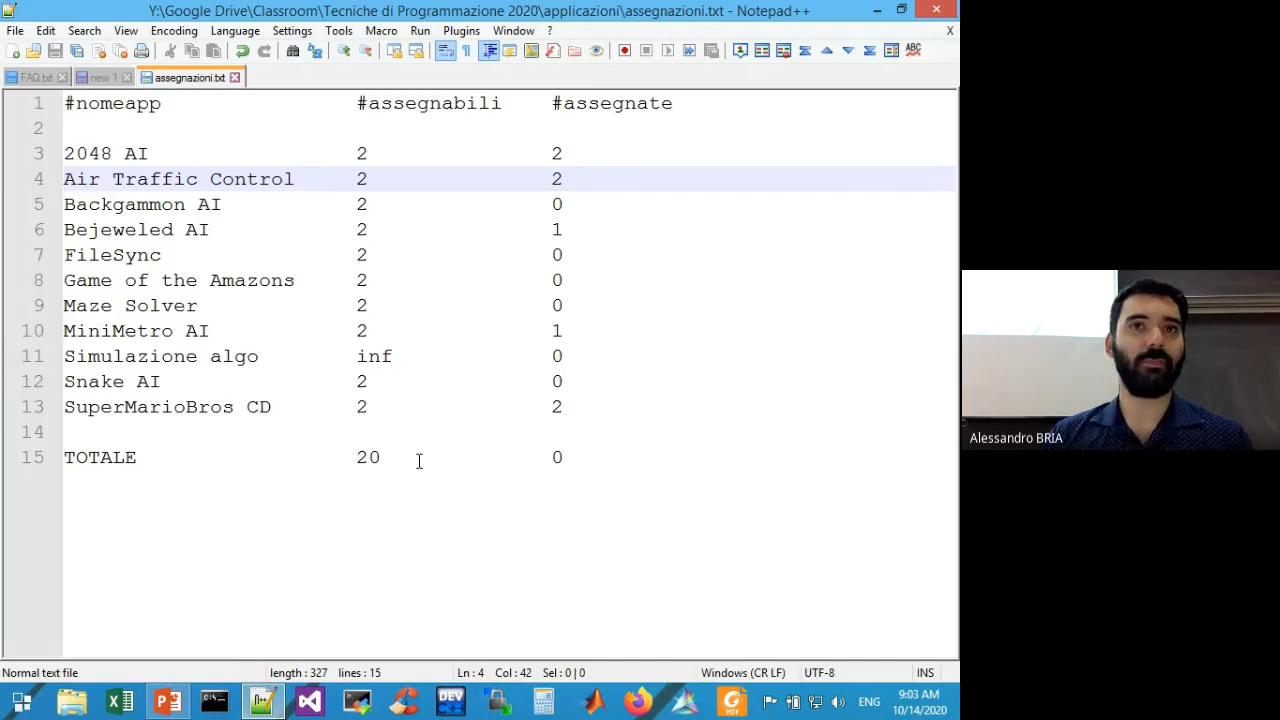 Y:\Google Drive\Classroom\Tecniche di Programmazione 2020\applicazioni\assegnazioni.txt - Notepad++
File Edit Search View Encoding Language Settings Tools Macro Run Plugins Window ? X
FAQ.txt new 1 assegnazioni.txt
1 #nomeapp #assegnabili #assegnate
2
3 2048 AI 2 2
4 Air Traffic Control 2 2
5 Backgammon AI 2 0
6 Bejeweled AI 2 1
7 FileSync 2 0
8 Game of the Amazons 2 0
9 Maze Solver 2 0
10 MiniMetro AI 2 1
11 Simulazione algo inf 0
12 Snake AI 2 0
13 SuperMarioBros CD 2 2
14
15 TOTALE 20 0
Alessandro BRIA
Normal text file length : 327 lines : 15 Ln : 4 Col : 42 Sel : 0 | 0 Windows (CR LF) UTF-8 INS
DEV PDF ENG 9:03 AM
10/14/2020